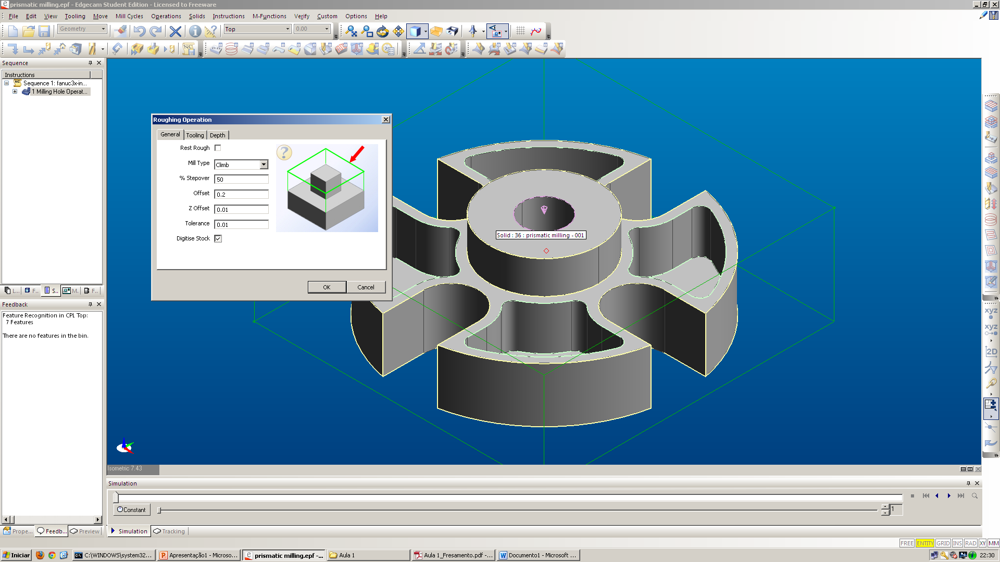 prismatic milling.epf - Edgecam Student Edition - Licensed to Freeware
File Edit View Tooling Move Mill Cycles Operations Solids Instructions M-Functions Verify Custom Options Help
Geometry Top 0.00
Sequence
Instructions
Sequence 1: fanuc3x-in...
1 Milling Hole Operat...
L... F... S... M... F...
Feedback
Feature Recognition in CPL Top:
7 Features
There are no features in the bin.
Prope... Feedb... Preview
Roughing Operation
General Tooling Depth
Rest Rough
Mill Type Climb
% Stepover 50
Offset 0.2
Z Offset 0.01
Tolerance 0.01
Digitise Stock
OK Cancel
Solid : 36 : prismatic milling - 001
Isometric 7.43
xyz
xyz
2D
Simulation
Constant 1
Simulation Tracking
FREE ENTITY GRID INS RAD XY MM
Iniciar C:\WINDOWS\system32... Apresentação1 - Microso... prismatic milling.epf -... Aula 1 Aula 1_Fresamento.pdf -... Documento1 - Microsoft ... 22:30